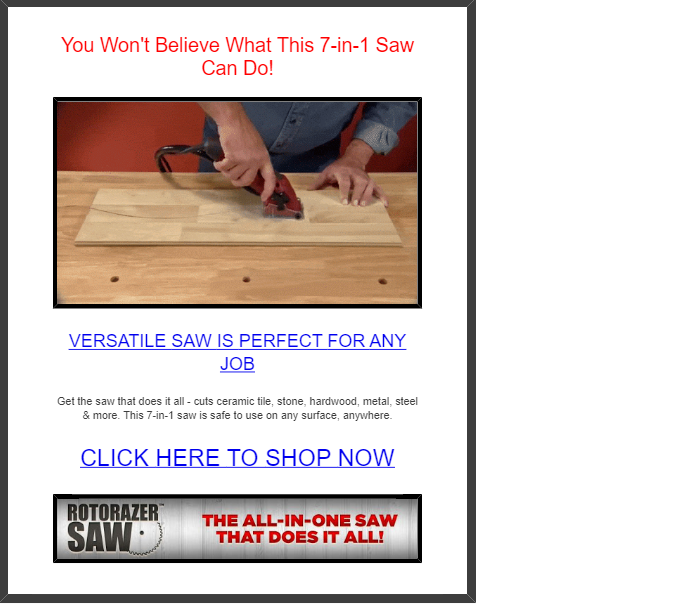 You Won't Believe What This 7-in-1 Saw
Can Do!
VERSATILE SAW IS PERFECT FOR ANY
JOB
Get the saw that does it all - cuts ceramic tile, stone, hardwood, metal, steel
& more. This 7-in-1 saw is safe to use on any surface, anywhere.
CLICK HERE TO SHOP NOW
ROTORAZER™
SAW
THE ALL-IN-ONE SAW
THAT DOES IT ALL!